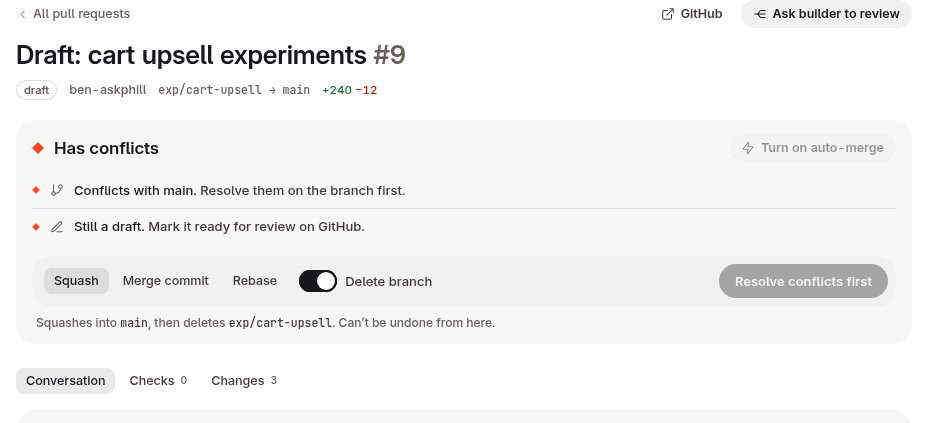 All pull requests
GitHub
Ask builder to review
Draft: cart upsell experiments #9
draft ben-askphill exp/cart-upsell → main +240 −12
Has conflicts
Turn on auto-merge
Conflicts with main. Resolve them on the branch first.
Still a draft. Mark it ready for review on GitHub.
Squash Merge commit Rebase Delete branch Resolve conflicts first
Squashes into main, then deletes exp/cart-upsell. Can’t be undone from here.
Conversation Checks 0 Changes 3